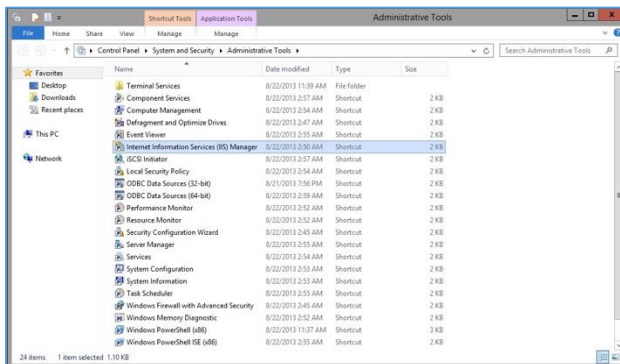 Shortcut Tools Application Tools Administrative Tools
File Home Share View Manage Manage
Control Panel System and Security Administrative Tools Search Administrative Tools
Name Date modified Type Size
Favorites
Desktop
Downloads
Recent places
This PC
Network
Terminal Services 8/22/2013 11:39 AM File folder
Component Services 8/22/2013 2:57 AM Shortcut 2 KB
Computer Management 8/22/2013 2:54 AM Shortcut 2 KB
Defragment and Optimize Drives 8/22/2013 2:47 AM Shortcut 2 KB
Event Viewer 8/22/2013 2:55 AM Shortcut 2 KB
Internet Information Services (IIS) Manager 8/22/2013 2:50 AM Shortcut 2 KB
iSCSI Initiator 8/22/2013 2:57 AM Shortcut 2 KB
Local Security Policy 8/22/2013 2:54 AM Shortcut 2 KB
ODBC Data Sources (32-bit) 8/21/2013 7:56 PM Shortcut 2 KB
ODBC Data Sources (64-bit) 8/22/2013 2:59 AM Shortcut 2 KB
Performance Monitor 8/22/2013 2:52 AM Shortcut 2 KB
Resource Monitor 8/22/2013 2:52 AM Shortcut 2 KB
Security Configuration Wizard 8/22/2013 2:45 AM Shortcut 2 KB
Server Manager 8/22/2013 2:55 AM Shortcut 2 KB
Services 8/22/2013 2:54 AM Shortcut 2 KB
System Configuration 8/22/2013 2:53 AM Shortcut 2 KB
System Information 8/22/2013 2:53 AM Shortcut 2 KB
Task Scheduler 8/22/2013 2:55 AM Shortcut 2 KB
Windows Firewall with Advanced Security 8/22/2013 2:45 AM Shortcut 2 KB
Windows Memory Diagnostic 8/22/2013 2:52 AM Shortcut 2 KB
Windows PowerShell (x86) 8/22/2013 11:37 AM Shortcut 3 KB
Windows PowerShell ISE (x86) 8/22/2013 2:55 AM Shortcut 2 KB
24 items 1 item selected 1.10 KB